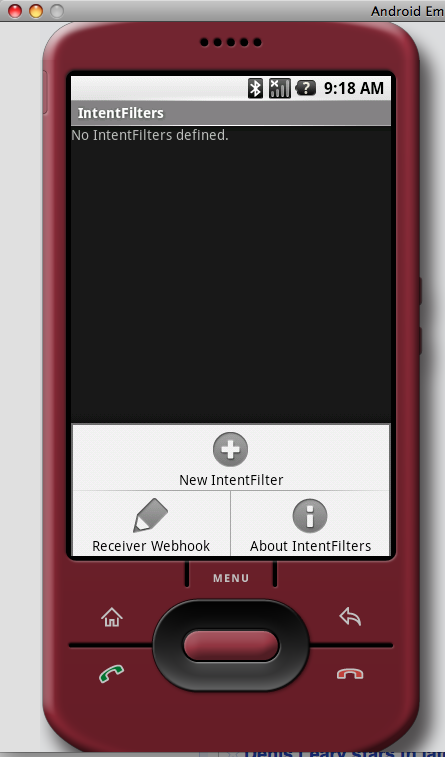 Android Em
9:18 AM
IntentFilters
No IntentFilters defined.
New IntentFilter
Receiver Webhook
About IntentFilters
MENU
Denis Leary stars in